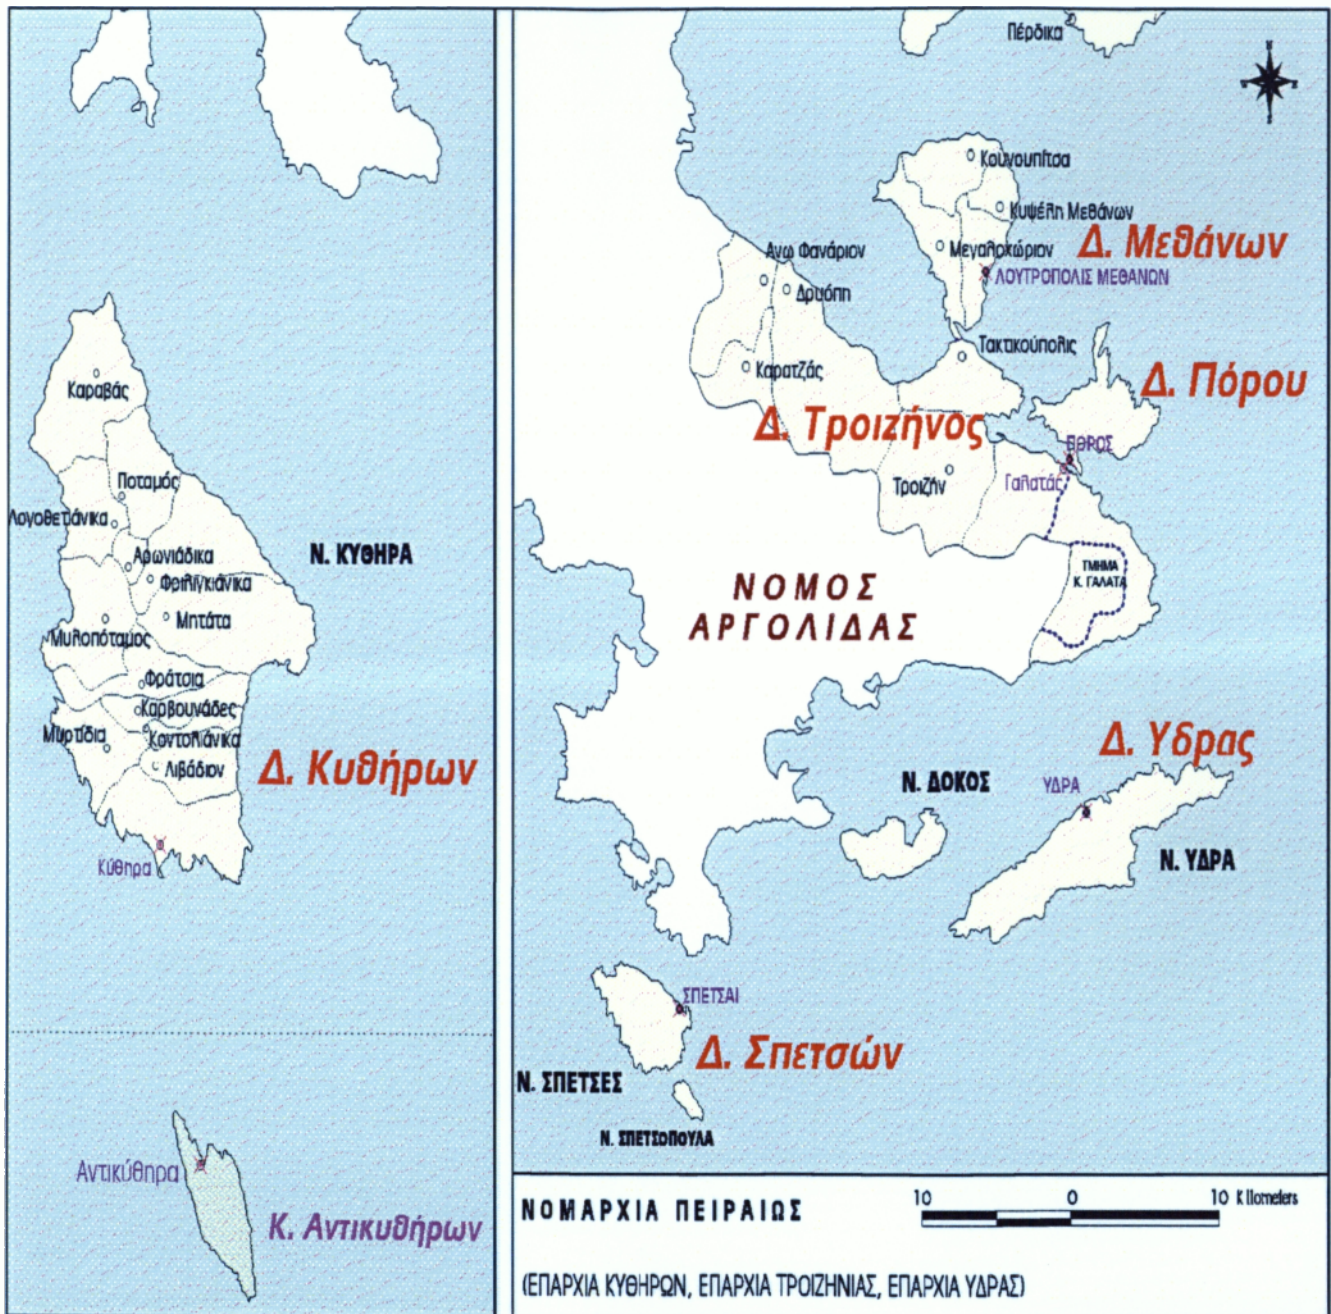 Πέρδικα
Κουνουπίτσα
Κυψέλη Μεθάνων
Δ. Μεθάνων
Μεγαλοχώριον
ΛΟΥΤΡΟΠΟΛΙΣ ΜΕΘΑΝΩΝ
Ανω Φανάριον
Δρυόπη
Τακτικούπολις
Καρατζάς
Δ. Πόρου
Δ. Τροιζήνος
ΠΟΡΟΣ
Γαλατάς
Τροιζήν
ΤΜΗΜΑ
Κ. ΓΑΛΑΤΑ
ΝΟΜΟΣ
ΑΡΓΟΛΙΔΑΣ
Καραβάς
Ποταμός
Λογοθετιάνικα
Αρωνιάδικα
Φριλιγκιάνικα
Ν. ΚΥΘΗΡΑ
Μητάτα
Μυλοπόταμος
Φράτσια
Καρβουνάδες
Μυρτίδια
Κοντολιάνικα
Λιβάδιον
Δ. Κυθήρων
Κύθηρα
Δ. Υδρας
Ν. ΔΟΚΟΣ
ΥΔΡΑ
Ν. ΥΔΡΑ
ΣΠΕΤΣΑΙ
Δ. Σπετσών
Ν. ΣΠΕΤΣΕΣ
Ν. ΣΠΕΤΣΟΠΟΥΛΑ
Αντικύθηρα
Κ. Αντικυθήρων
ΝΟΜΑΡΧΙΑ ΠΕΙΡΑΙΩΣ
10 0 10 Kilometers
(ΕΠΑΡΧΙΑ ΚΥΘΗΡΩΝ, ΕΠΑΡΧΙΑ ΤΡΟΙΖΗΝΙΑΣ, ΕΠΑΡΧΙΑ ΥΔΡΑΣ)